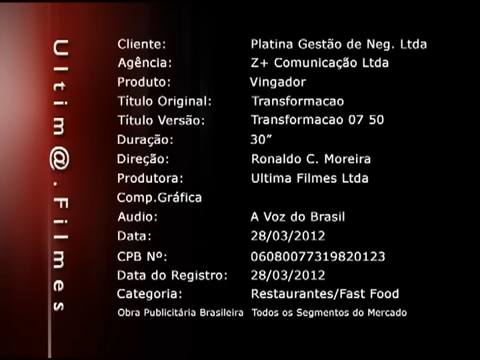 Ultim@.Filmes
Cliente: Platina Gestão de Neg. Ltda
Agência: Z+ Comunicação Ltda
Produto: Vingador
Título Original: Transformacao
Título Versão: Transformacao 07 50
Duração: 30”
Direção: Ronaldo C. Moreira
Produtora: Ultima Filmes Ltda
Comp.Gráfica
Audio: A Voz do Brasil
Data: 28/03/2012
CPB Nº: 06080077319820123
Data do Registro: 28/03/2012
Categoria: Restaurantes/Fast Food
Obra Publicitária Brasileira Todos os Segmentos do Mercado